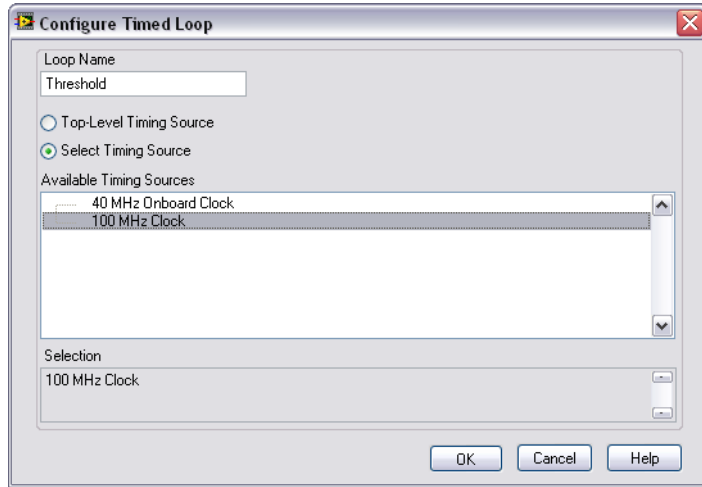 Configure Timed Loop
Loop Name
Threshold
Top-Level Timing Source
Select Timing Source
Available Timing Sources
40 MHz Onboard Clock
100 MHz Clock
Selection
100 MHz Clock
OK Cancel Help